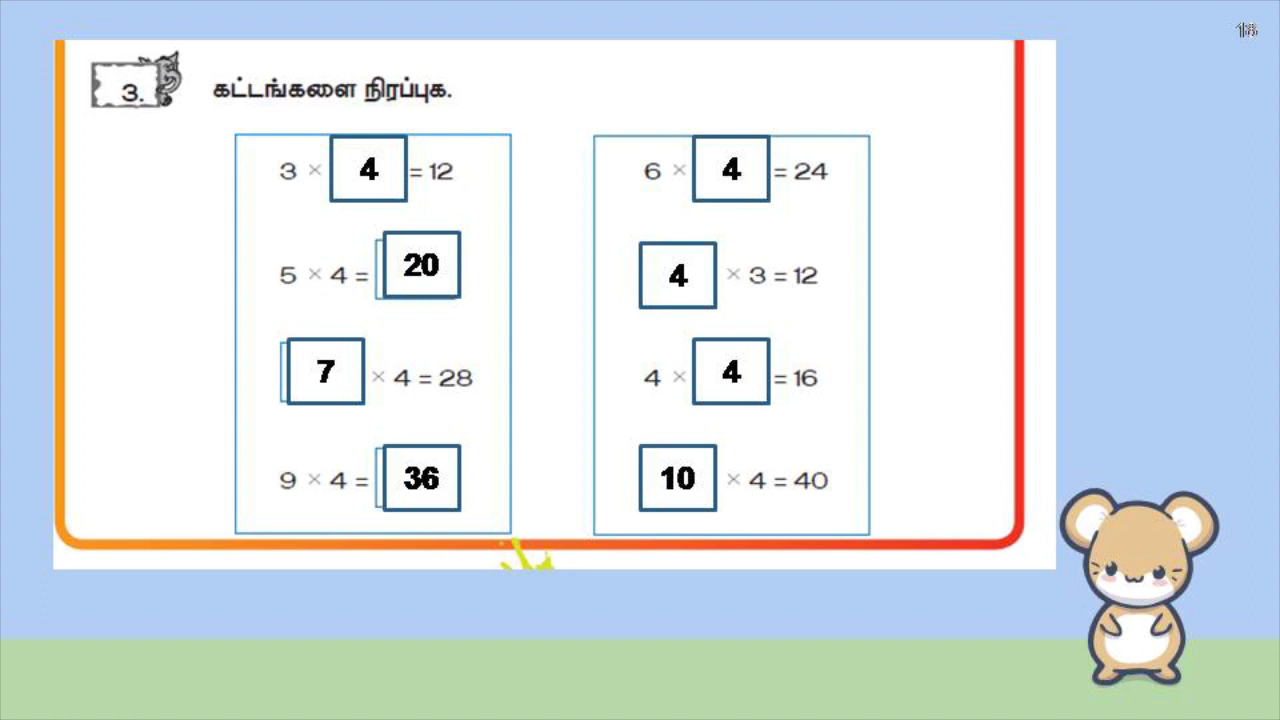 18
3. கட்டங்களை நிரப்புக.
3 × 4 = 12
5 × 4 = 20
7 × 4 = 28
9 × 4 = 36
6 × 4 = 24
4 × 3 = 12
4 × 4 = 16
10 × 4 = 40